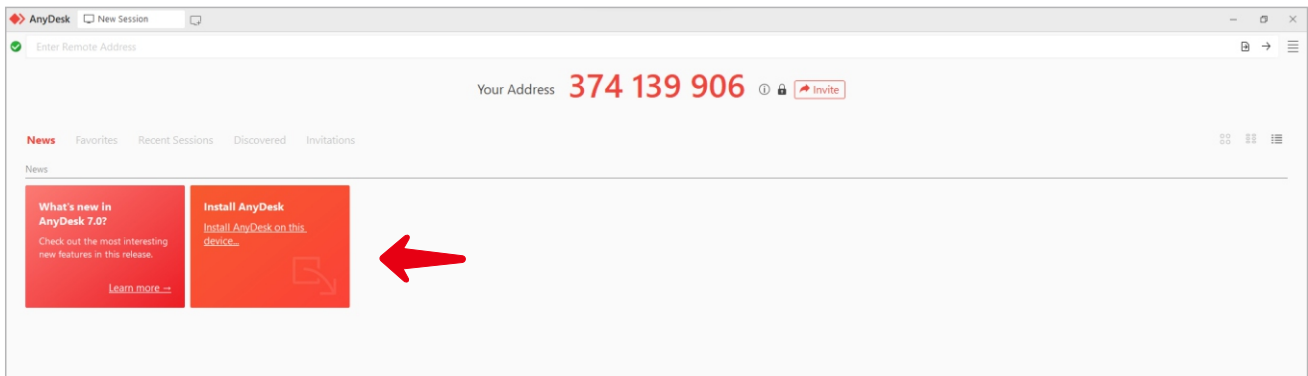 AnyDesk New Session
Enter Remote Address
Your Address 374 139 906 Invite
News Favorites Recent Sessions Discovered Invitations
News
What's new in
AnyDesk 7.0?
Check out the most interesting
new features in this release.
Learn more →
Install AnyDesk
Install AnyDesk on this
device...